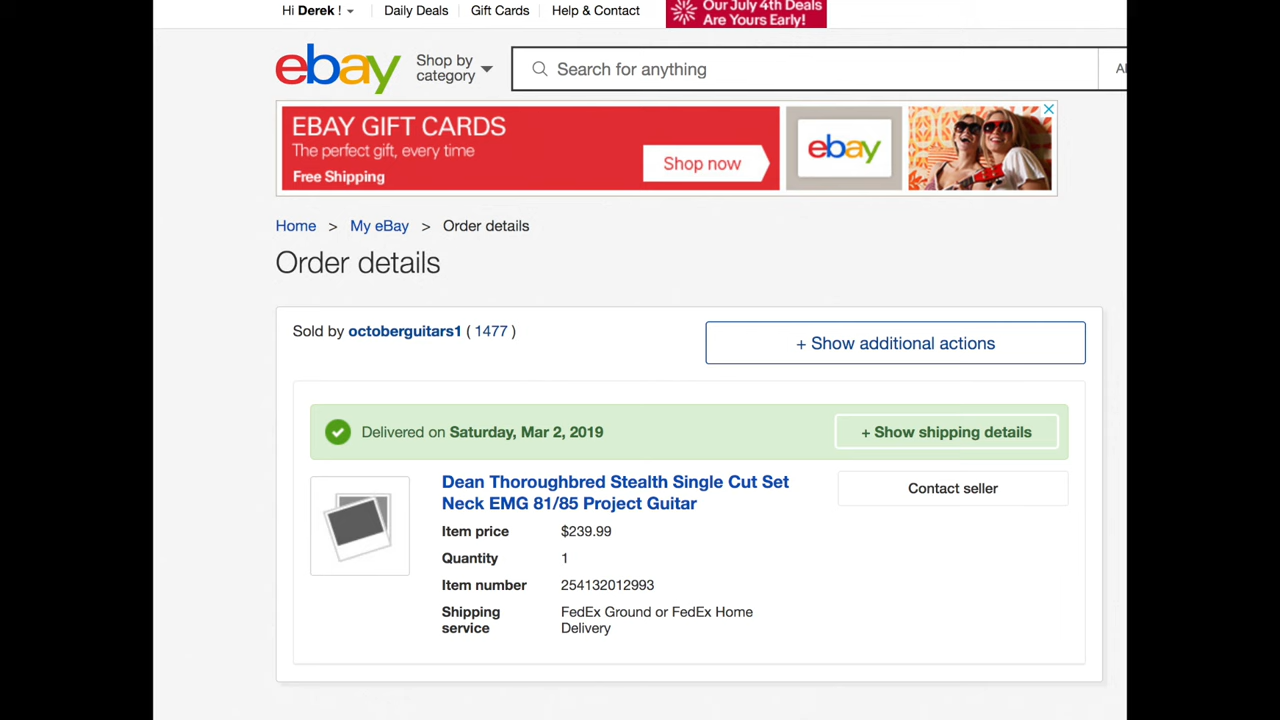 Hi Derek !
Daily Deals
Gift Cards
Help & Contact
Our July 4th Deals
Are Yours Early!
ebay
Shop by
category
Search for anything
EBAY GIFT CARDS
The perfect gift, every time
Free Shipping
Shop now
ebay
Home > My eBay > Order details
Order details
Sold by octoberguitars1 ( 1477 )
+ Show additional actions
Delivered on Saturday, Mar 2, 2019
+ Show shipping details
Dean Thoroughbred Stealth Single Cut Set
Neck EMG 81/85 Project Guitar
Contact seller
Item price $239.99
Quantity 1
Item number 254132012993
Shipping service FedEx Ground or FedEx Home
Delivery